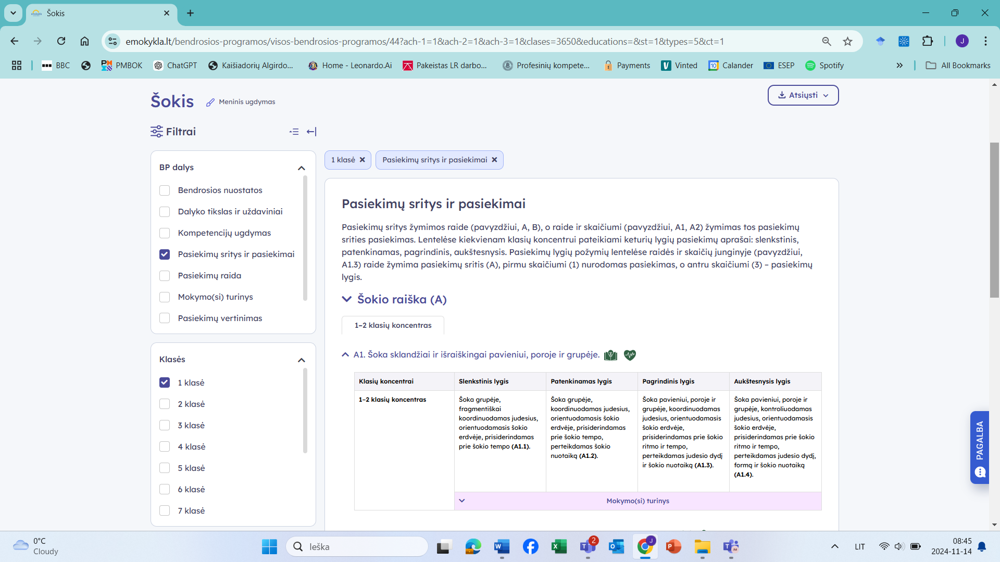 Šokis
emokykla.lt/bendrosios-programos/visos-bendrosios-programos/44?ach-1=1&ach-2=1&ach-3=1&clases=3650&educations=&st=1&types=5&ct=1
J
BBC
PMBOK
ChatGPT
Kaišiadorių Algirdo...
Home - Leonardo.Ai
Pakeistas LR darbo...
Profesinių kompete...
Payments
Vinted
Calander
ESEP
Spotify
All Bookmarks
Šokis
Meninis ugdymas
Atsiųsti
Filtrai
1 klasė
Pasiekimų sritys ir pasiekimai
BP dalys
Bendrosios nuostatos
Dalyko tikslas ir uždaviniai
Kompetencijų ugdymas
Pasiekimų sritys ir pasiekimai
Pasiekimų raida
Mokymo(si) turinys
Pasiekimų vertinimas
Klasės
1 klasė
2 klasė
3 klasė
4 klasė
5 klasė
6 klasė
7 klasė
Pasiekimų sritys ir pasiekimai
Pasiekimų sritys žymimos raide (pavyzdžiui, A, B), o raide ir skaičiumi (pavyzdžiui, A1, A2) žymimas tos pasiekimų
srities pasiekimas. Lentelėse kiekvienam klasių koncentrui pateikiami keturių lygių pasiekimų aprašai: slenkstinis,
patenkinamas, pagrindinis, aukštesnysis. Pasiekimų lygių požymių lentelėse raidės ir skaičių junginyje (pavyzdžiui,
A1.3) raide žymima pasiekimų sritis (A), pirmu skaičiumi (1) nurodomas pasiekimas, o antru skaičiumi (3) – pasiekimų
lygis.
Šokio raiška (A)
1–2 klasių koncentras
A1. Šoka sklandžiai ir išraiškingai pavieniui, poroje ir grupėje.
Klasių koncentrai
Slenkstinis lygis
Patenkinamas lygis
Pagrindinis lygis
Aukštesnysis lygis
1–2 klasių koncentras
Šoka grupėje,
fragmentiškai
koordinuodamas judesius,
orientuodamasis šokio
erdvėje, prisiderindamas
prie šokio tempo (A1.1).
Šoka grupėje,
koordinuodamas judesius,
orientuodamasis šokio
erdvėje, prisiderindamas
prie šokio tempo,
perteikdamas šokio
nuotaiką (A1.2).
Šoka pavieniui, poroje ir
grupėje, koordinuodamas
judesius, orientuodamasis
šokio erdvėje,
prisiderindamas prie šokio
ritmo ir tempo,
perteikdamas judesio dydį
ir šokio nuotaiką (A1.3).
Šoka pavieniui, poroje ir
grupėje, kontroliuodamas
judesius, orientuodamasis
šokio erdvėje,
prisiderindamas prie šokio
ritmo ir tempo,
perteikdamas judesio dydį,
formą ir šokio nuotaiką
(A1.4).
Mokymo(si) turinys
PAGALBA
0°C
Cloudy
Ieška
2
J
LIT
08:45
2024-11-14